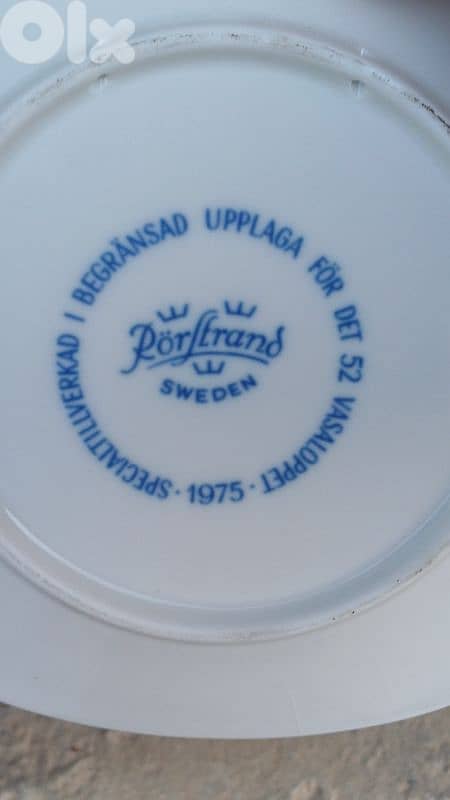 OLX
SPECIALTILLVERKAD I BEGRÄNSAD UPPLAGA FÖR DET 52 VASALOPPET · 1975 ·
Rörstrand
SWEDEN